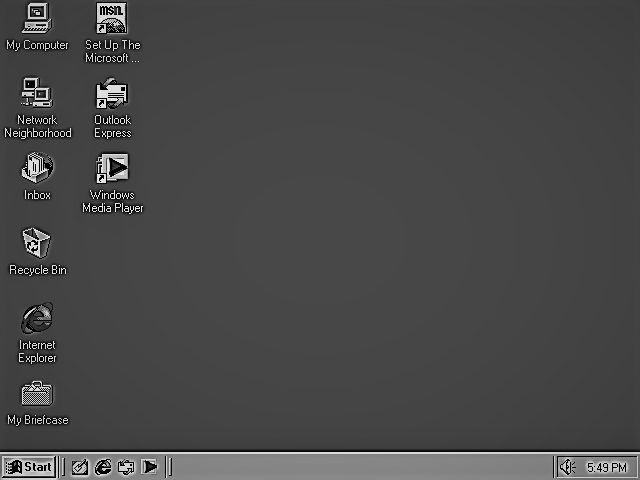 My Computer
msn.
Set Up The
Microsoft ...
Network
Neighborhood
Outlook
Express
Inbox
Windows
Media Player
Recycle Bin
Internet
Explorer
My Briefcase
Start
5:49 PM